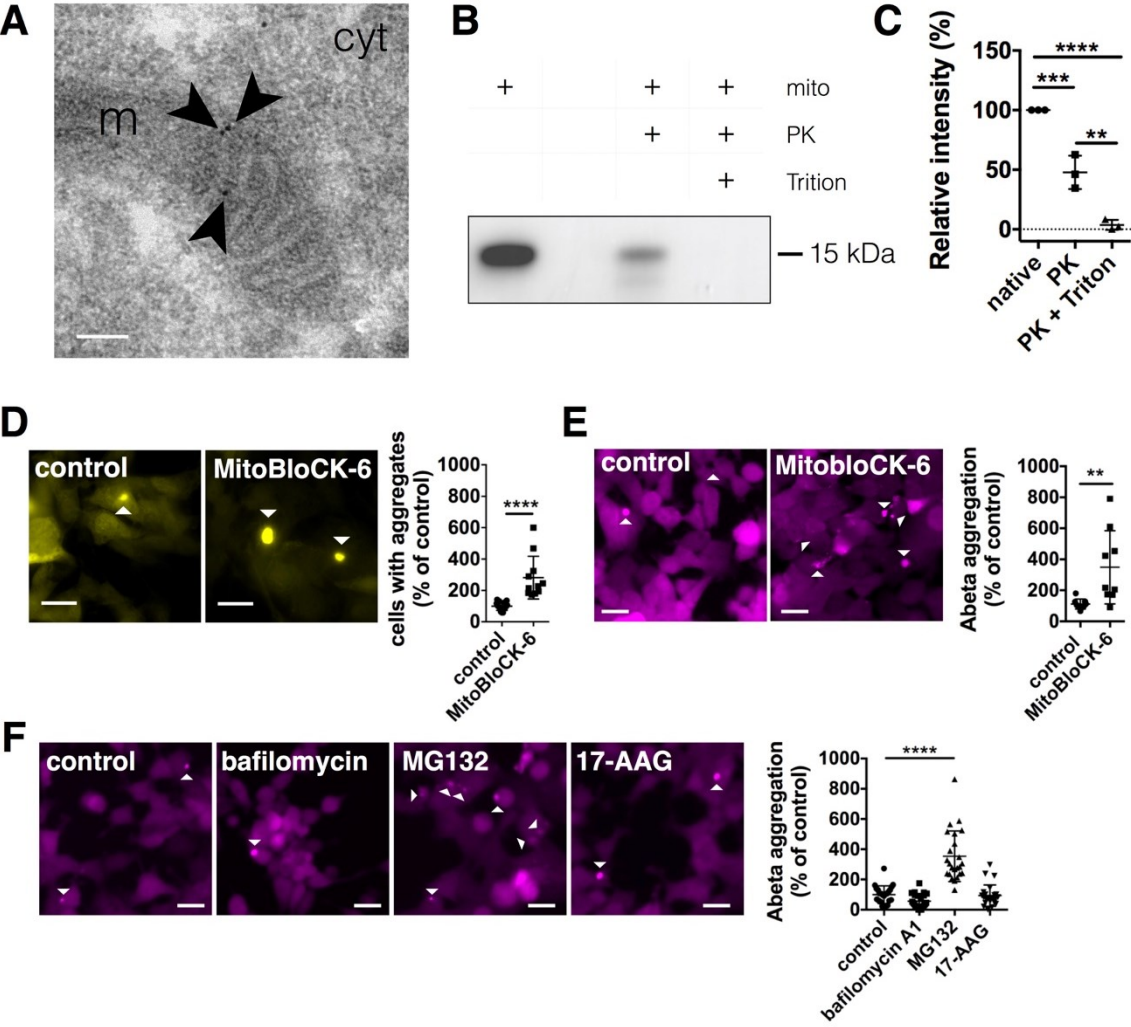 A
cyt
m
B
+ + + mito
+ + PK
+ Trition
15 kDa
C
Relative intensity (%)
150
100
50
0
****
***
**
native
PK
PK + Triton
D
control
MitoBloCK-6
cells with aggregates
(% of control)
1000
800
600
400
200
0
****
control
MitoBloCK-6
E
control
MitobloCK-6
Abeta aggregation
(% of control)
1000
800
600
400
200
0
**
control
MitoBloCK-6
F
control
bafilomycin
MG132
17-AAG
Abeta aggregation
(% of control)
1000
800
600
400
200
0
****
control
bafilomycin A1
MG132
17-AAG